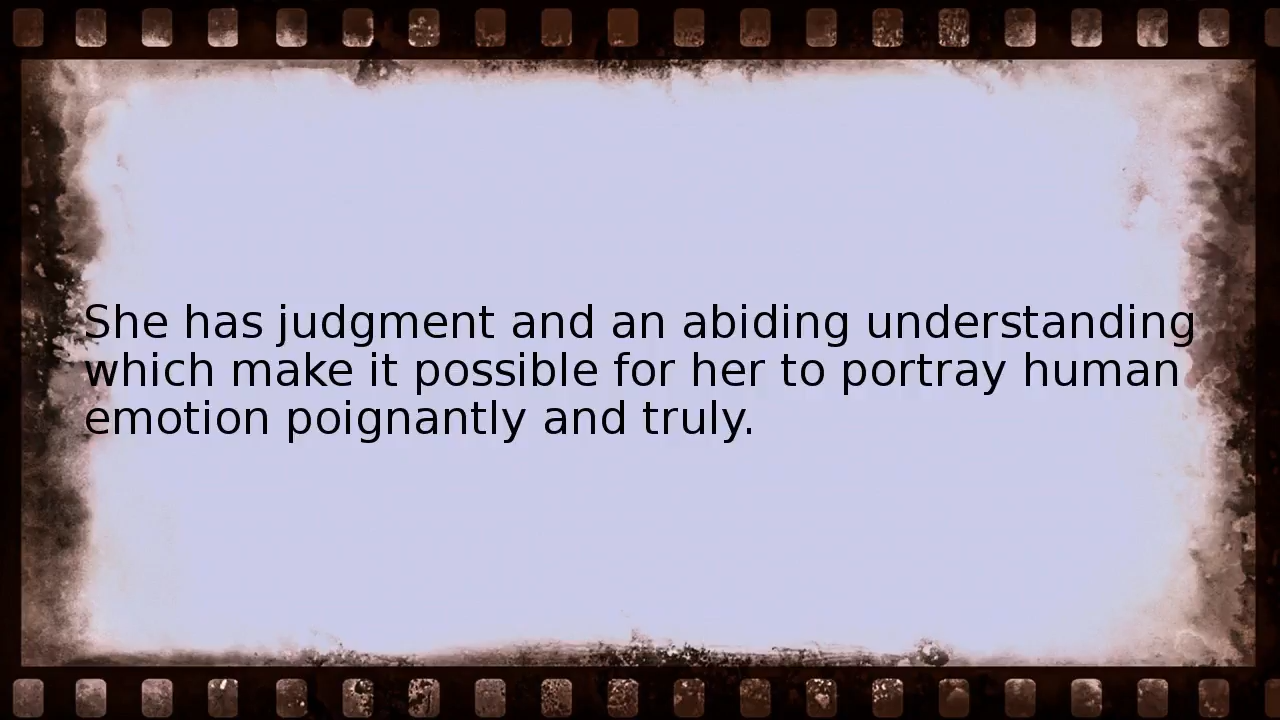 She has judgment and an abiding understanding
which make it possible for her to portray human
emotion poignantly and truly.